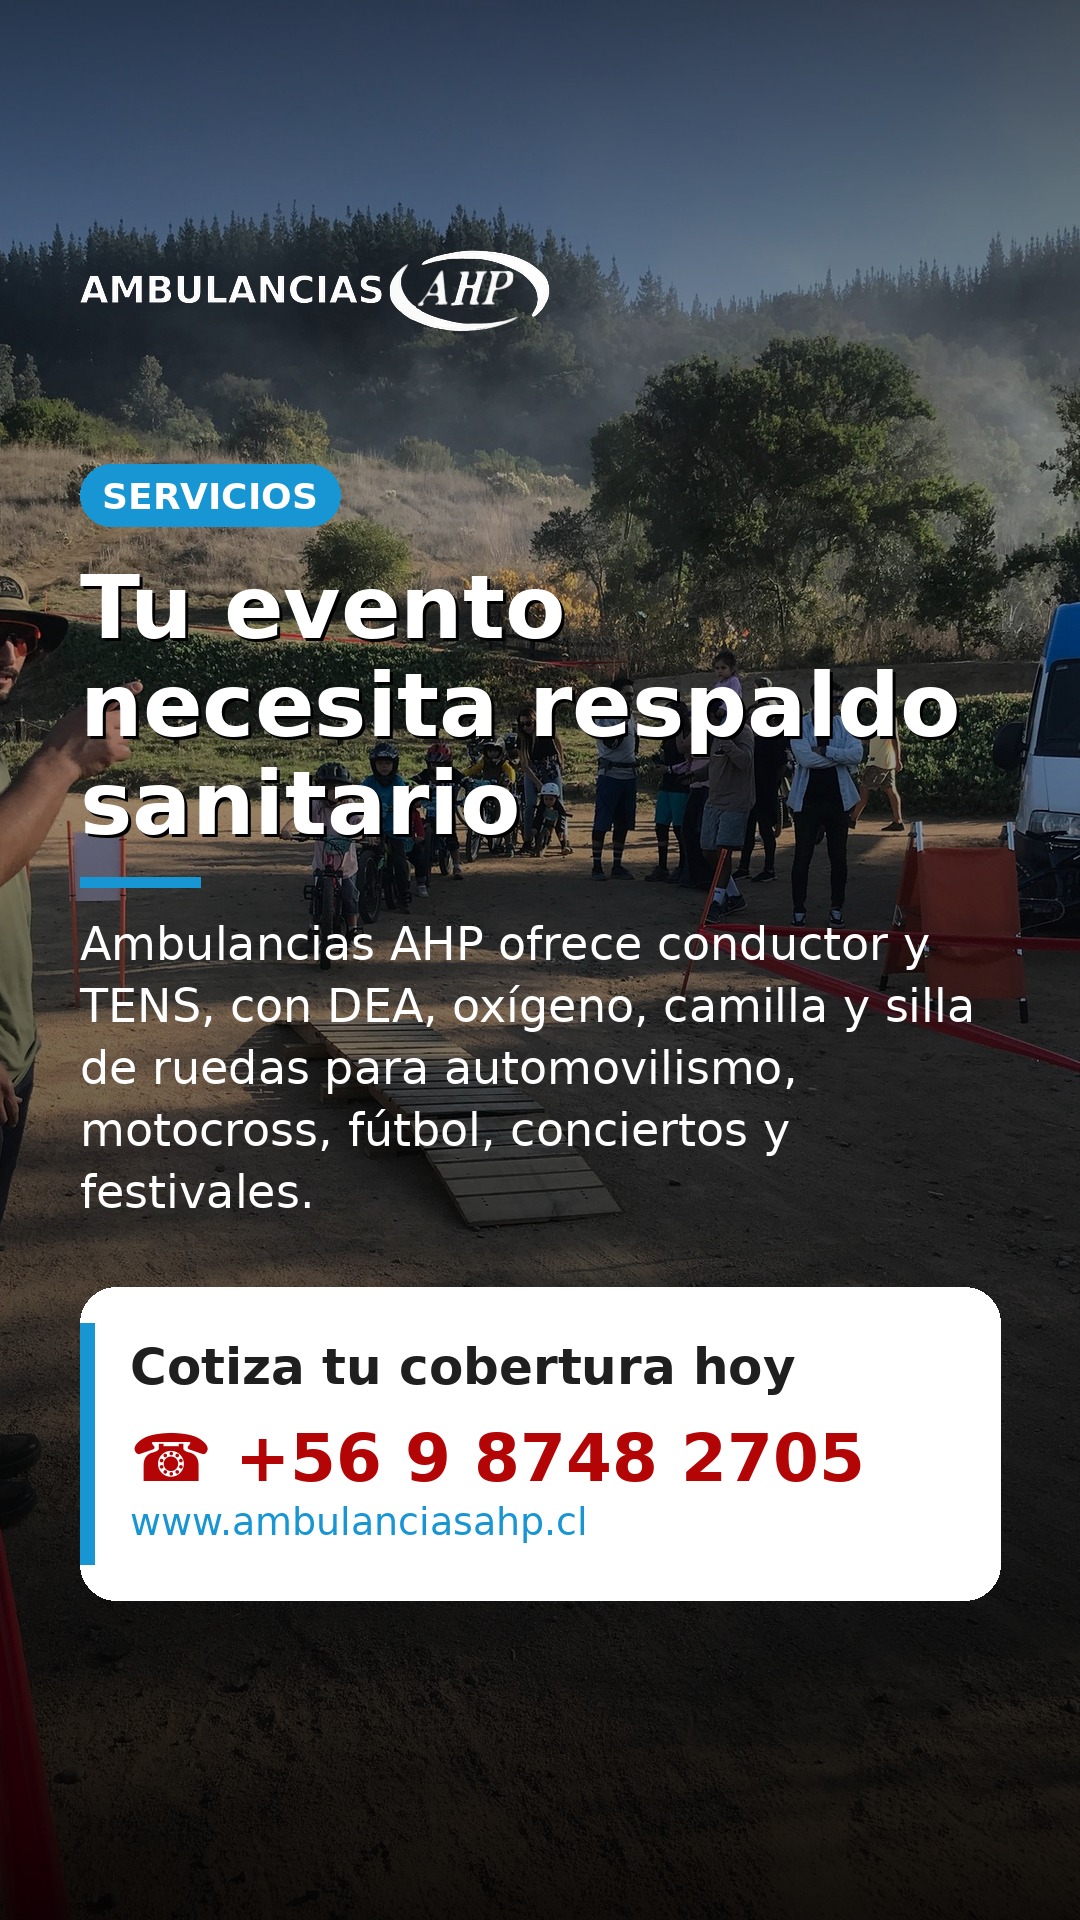 AMBULANCIAS AHP
SERVICIOS
Tu evento
necesita respaldo
sanitario
Ambulancias AHP ofrece conductor y
TENS, con DEA, oxígeno, camilla y silla
de ruedas para automovilismo,
motocross, fútbol, conciertos y
festivales.
Cotiza tu cobertura hoy
☎ +56 9 8748 2705
www.ambulanciasahp.cl